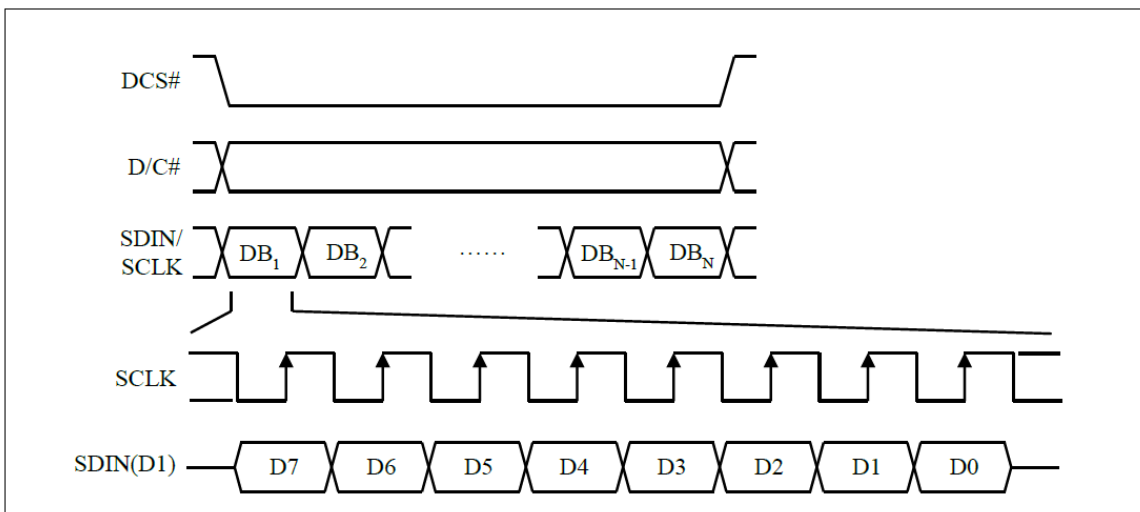 DCS#
D/C#
SDIN/
SCLK
DB1 DB2 ...... DBN-1 DBN
SCLK
SDIN(D1) D7 D6 D5 D4 D3 D2 D1 D0